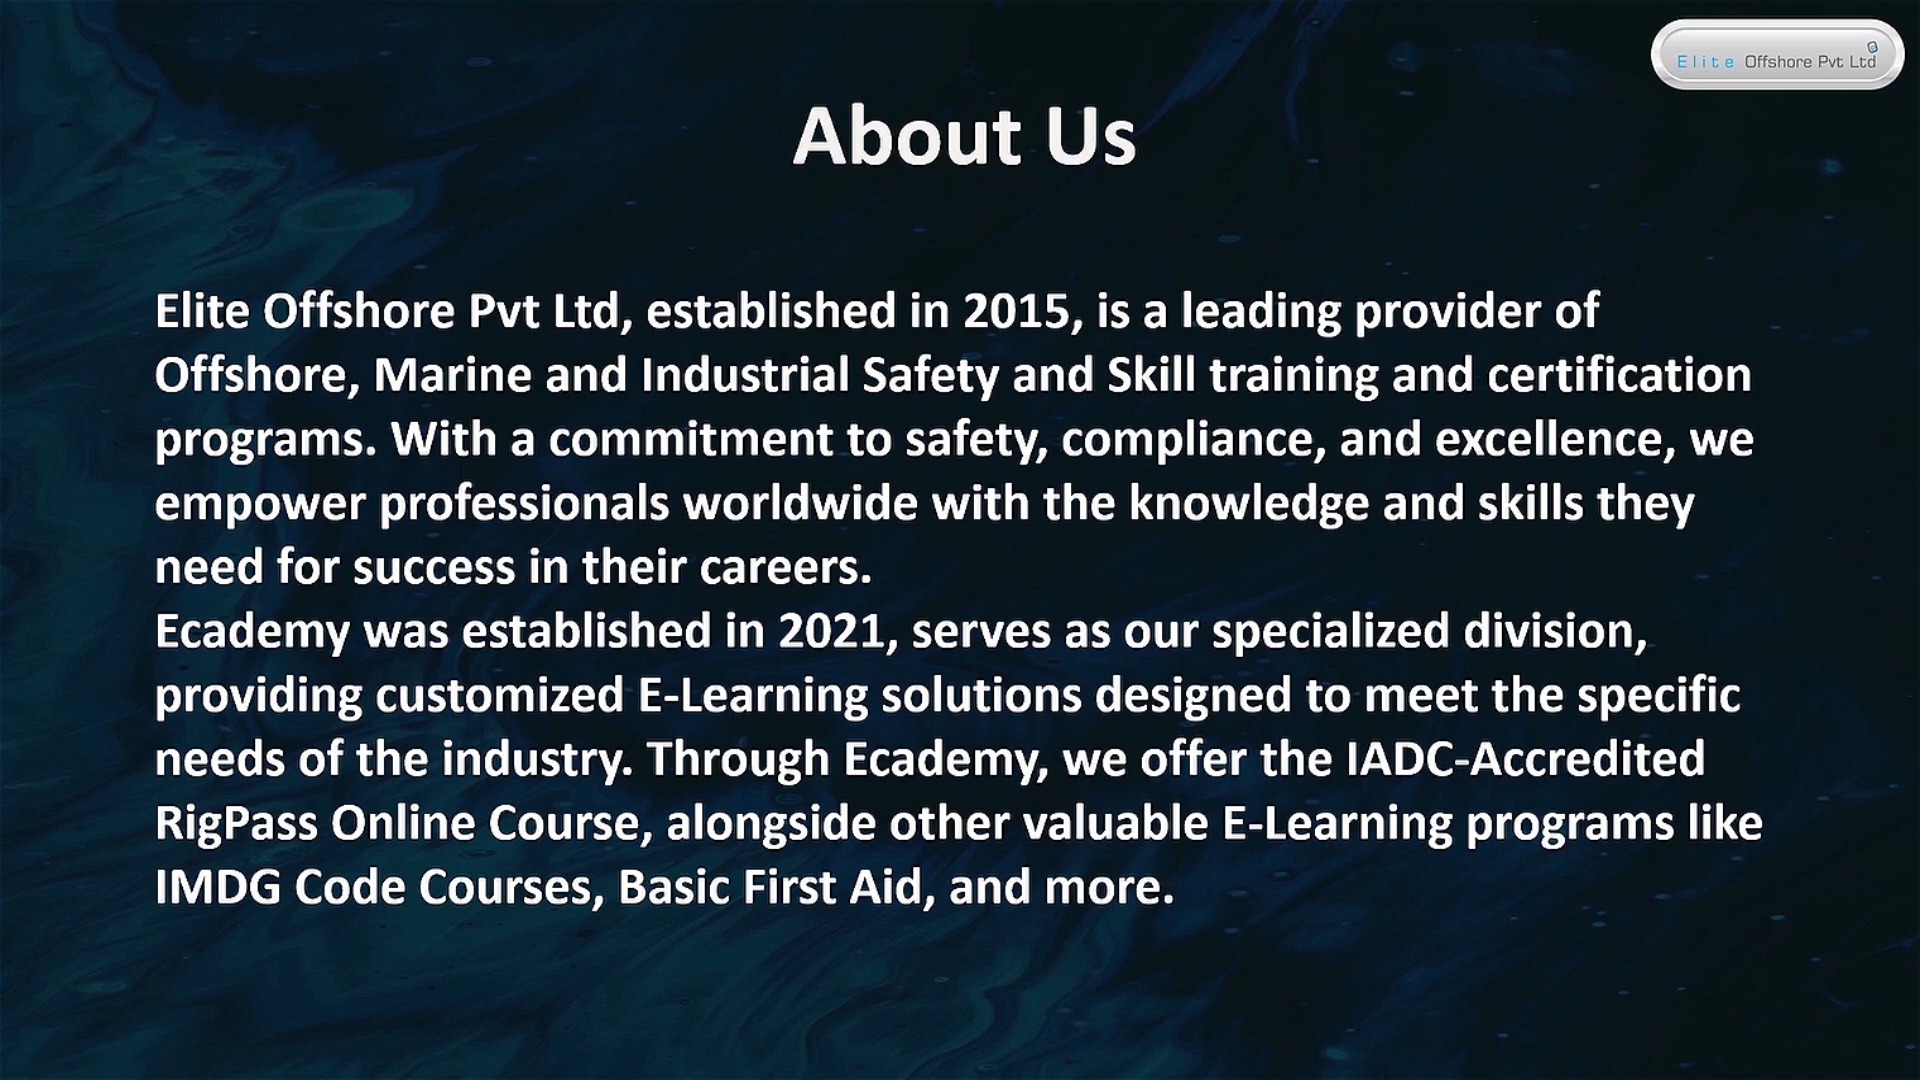 Elite Offshore Pvt Ltd
About Us
Elite Offshore Pvt Ltd, established in 2015, is a leading provider of
Offshore, Marine and Industrial Safety and Skill training and certification
programs. With a commitment to safety, compliance, and excellence, we
empower professionals worldwide with the knowledge and skills they
need for success in their careers.
Ecademy was established in 2021, serves as our specialized division,
providing customized E-Learning solutions designed to meet the specific
needs of the industry. Through Ecademy, we offer the IADC-Accredited
RigPass Online Course, alongside other valuable E-Learning programs like
IMDG Code Courses, Basic First Aid, and more.